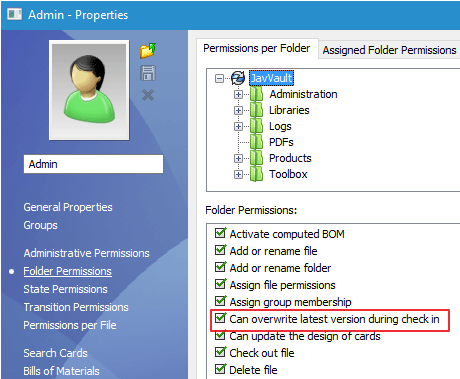 Admin - Properties
Admin
General Properties
Groups
Administrative Permissions
Folder Permissions
State Permissions
Transition Permissions
Permissions per File
Search Cards
Bills of Materials
Permissions per Folder
Assigned Folder Permissions
JavVault
Administration
Libraries
Logs
PDFs
Products
Toolbox
Folder Permissions:
Activate computed BOM
Add or rename file
Add or rename folder
Assign file permissions
Assign group membership
Can overwrite latest version during check in
Can update the design of cards
Check out file
Delete file